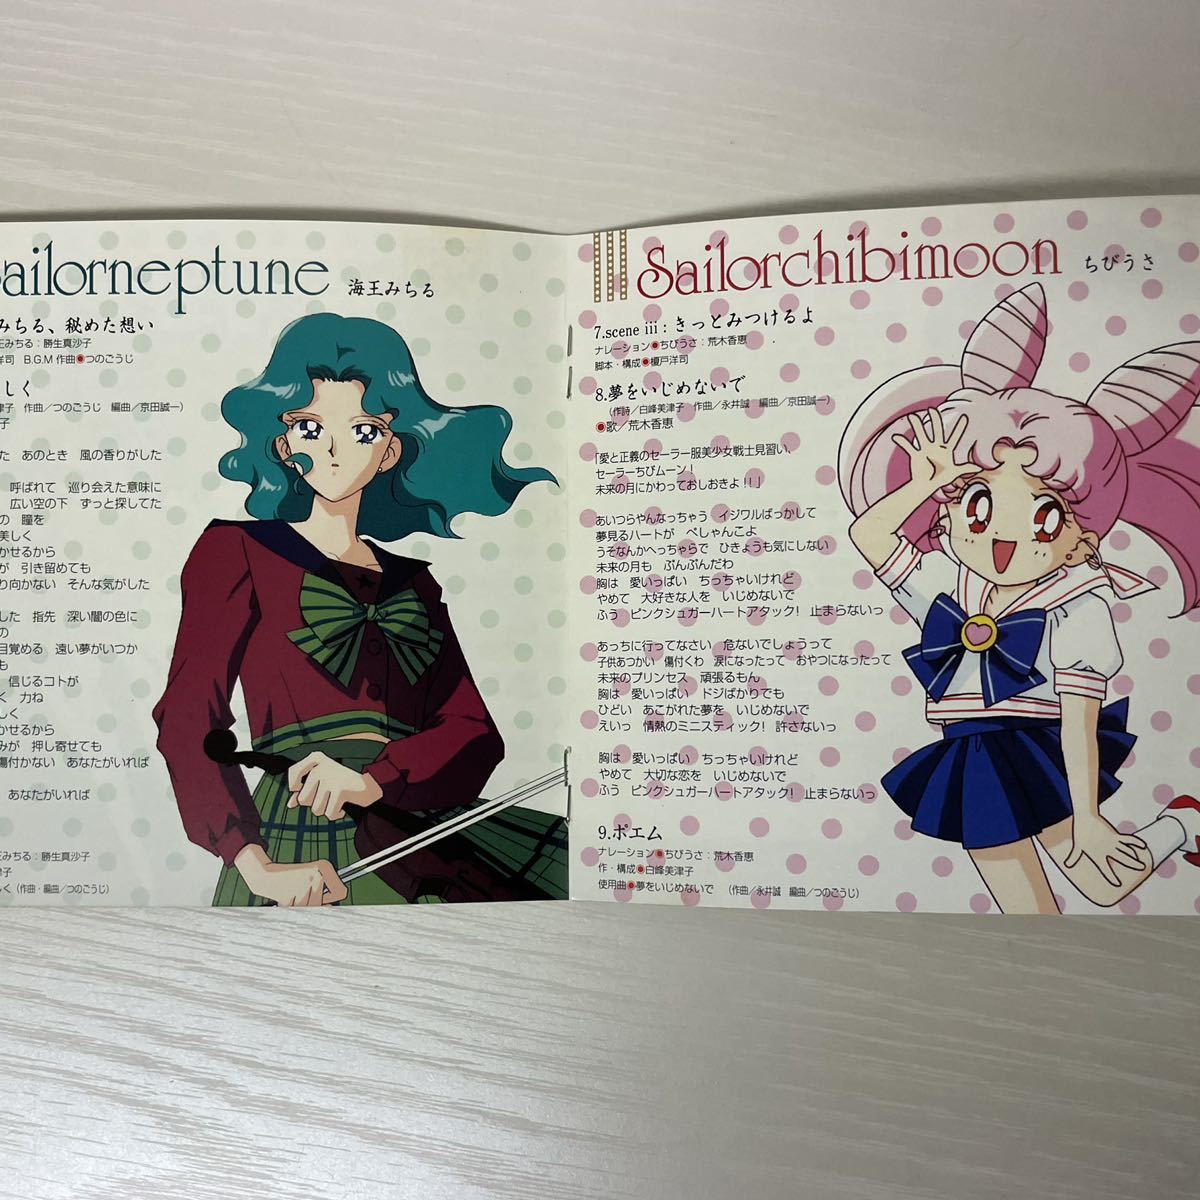 ailorneptune 海王みちる
みちる、秘めた想い
王みちる：勝生真沙子
洋司 B.G.M 作曲◉つのごうじ
しく
津子 作曲／つのごうじ 編曲／京田誠一）
子
た あのとき 風の香りがした
呼ばれて 巡り会えた意味に
広い空の下 ずっと探してた
の 瞳を
美しく
かせるから
が 引き留めても
り向かない そんな気がした
した 指先 深い闇の色に
の
目覚める 遠い夢がいつか
も
信じるコトが
く 力ね
しく
かせるから
みが 押し寄せても
傷付かない あなたがいれば
あなたがいれば
王みちる：勝生真沙子
津子
しく（作曲・編曲／つのごうじ）
Sailorchibimoon ちびうさ
7.scene iii : きっとみつけるよ
ナレーション◉ちびうさ：荒木香恵
脚本・構成◉榎戸洋司
8.夢をいじめないで
（作詩／白峰美津子 作曲／永井誠 編曲／京田誠一）
◉歌／荒木香恵
「愛と正義のセーラー服美少女戦士見習い、
セーラーちびムーン！
未来の月にかわっておしおきよ!!」
あいつらやんなっちゃう イジワルばっかして
夢見るハートが ぺしゃんこよ
うそなんかへっちゃらで ひきょうも気にしない
未来の月も ぷんぷんだわ
胸は 愛いっぱい ちっちゃいけれど
やめて 大好きな人を いじめないで
ふう ピンクシュガーハートアタック! 止まらないっ
あっちに行ってなさい 危ないでしょうって
子供あつかい 傷付くわ 涙になったって おやつになったって
未来のプリンセス 頑張るもん
胸は 愛いっぱい ドジばかりでも
ひどい あこがれた夢を いじめないで
えいっ 情熱のミニスティック! 許さないっ
胸は 愛いっぱい ちっちゃいけれど
やめて 大切な恋を いじめないで
ふう ピンクシュガーハートアタック! 止まらないっ
9.ポエム
ナレーション◉ちびうさ：荒木香恵
作・構成◉白峰美津子
使用曲◉夢をいじめないで （作曲／永井誠 編曲／つのごうじ）